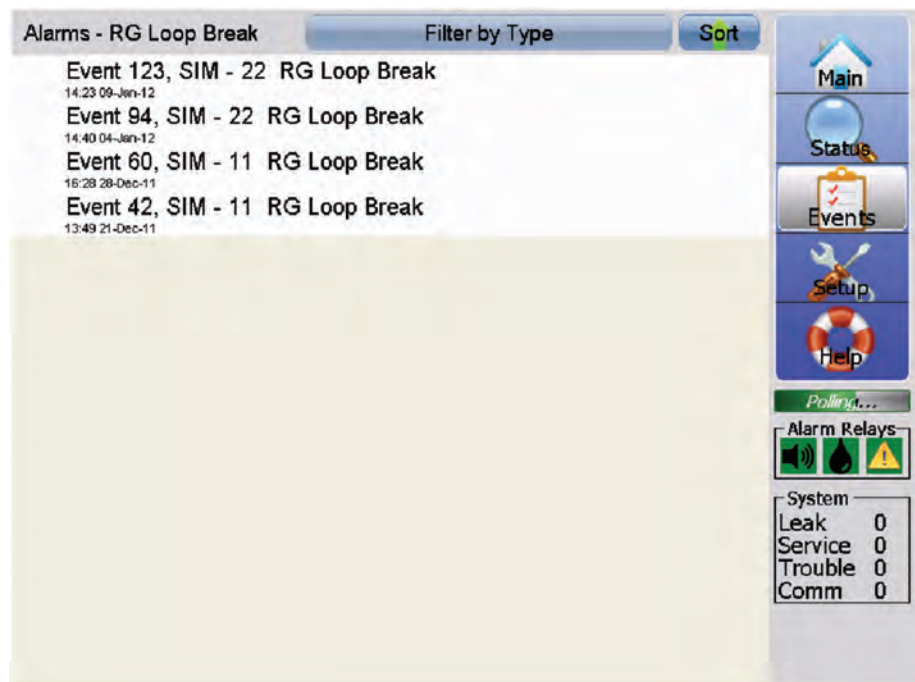 Alarms - RG Loop Break
Filter by Type
Sort
Event 123, SIM - 22 RG Loop Break
14:23 09-Jan-12
Event 94, SIM - 22 RG Loop Break
14:40 04-Jan-12
Event 60, SIM - 11 RG Loop Break
16:28 28-Dec-11
Event 42, SIM - 11 RG Loop Break
13:49 21-Dec-11
Main
Status
Events
Setup
Help
Polling...
Alarm Relays
System
Leak 0
Service 0
Trouble 0
Comm 0